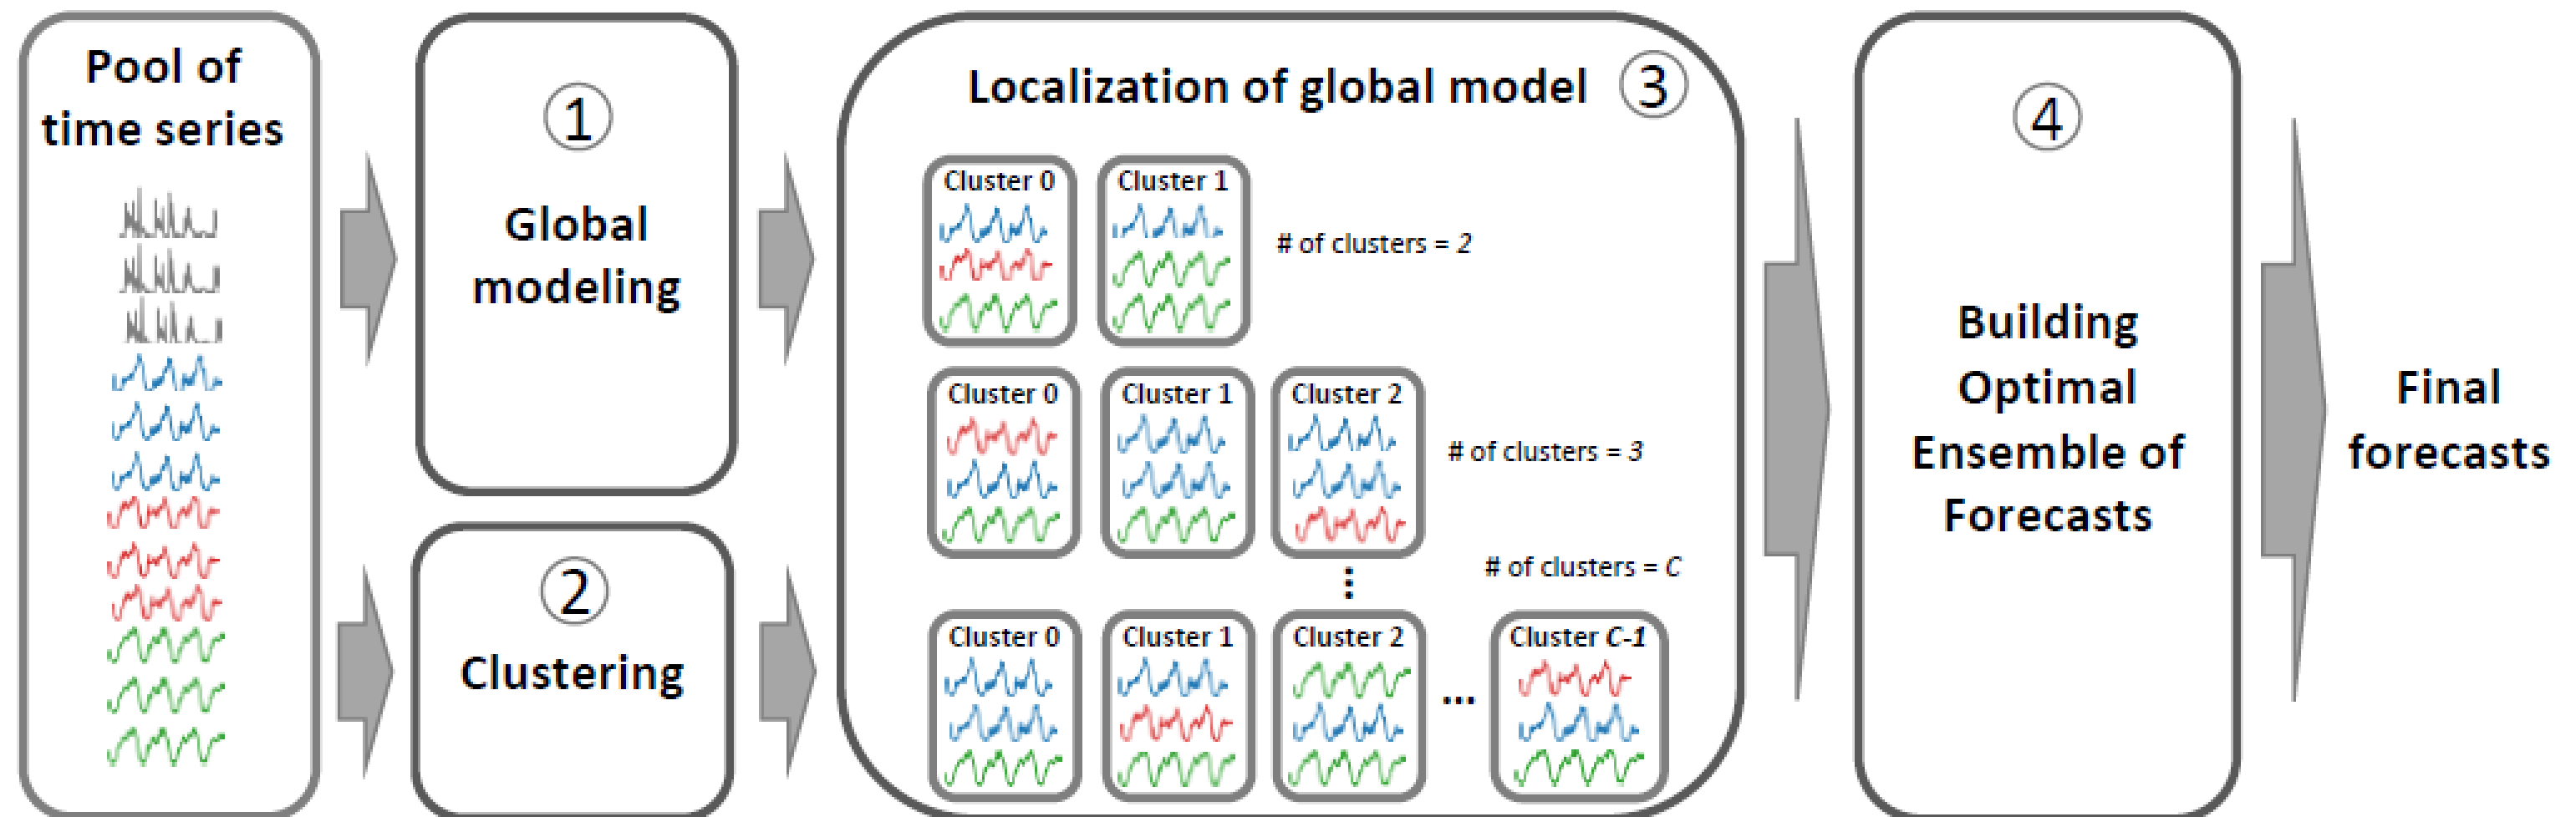 Pool of
time series
①
Global
modeling
②
Clustering
Localization of global model ③
Cluster 0
Cluster 1
# of clusters = 2
Cluster 0
Cluster 1
Cluster 2
# of clusters = 3
⋮
# of clusters = C
Cluster 0
Cluster 1
Cluster 2
...
Cluster C-1
④
Building
Optimal
Ensemble of
Forecasts
Final
forecasts